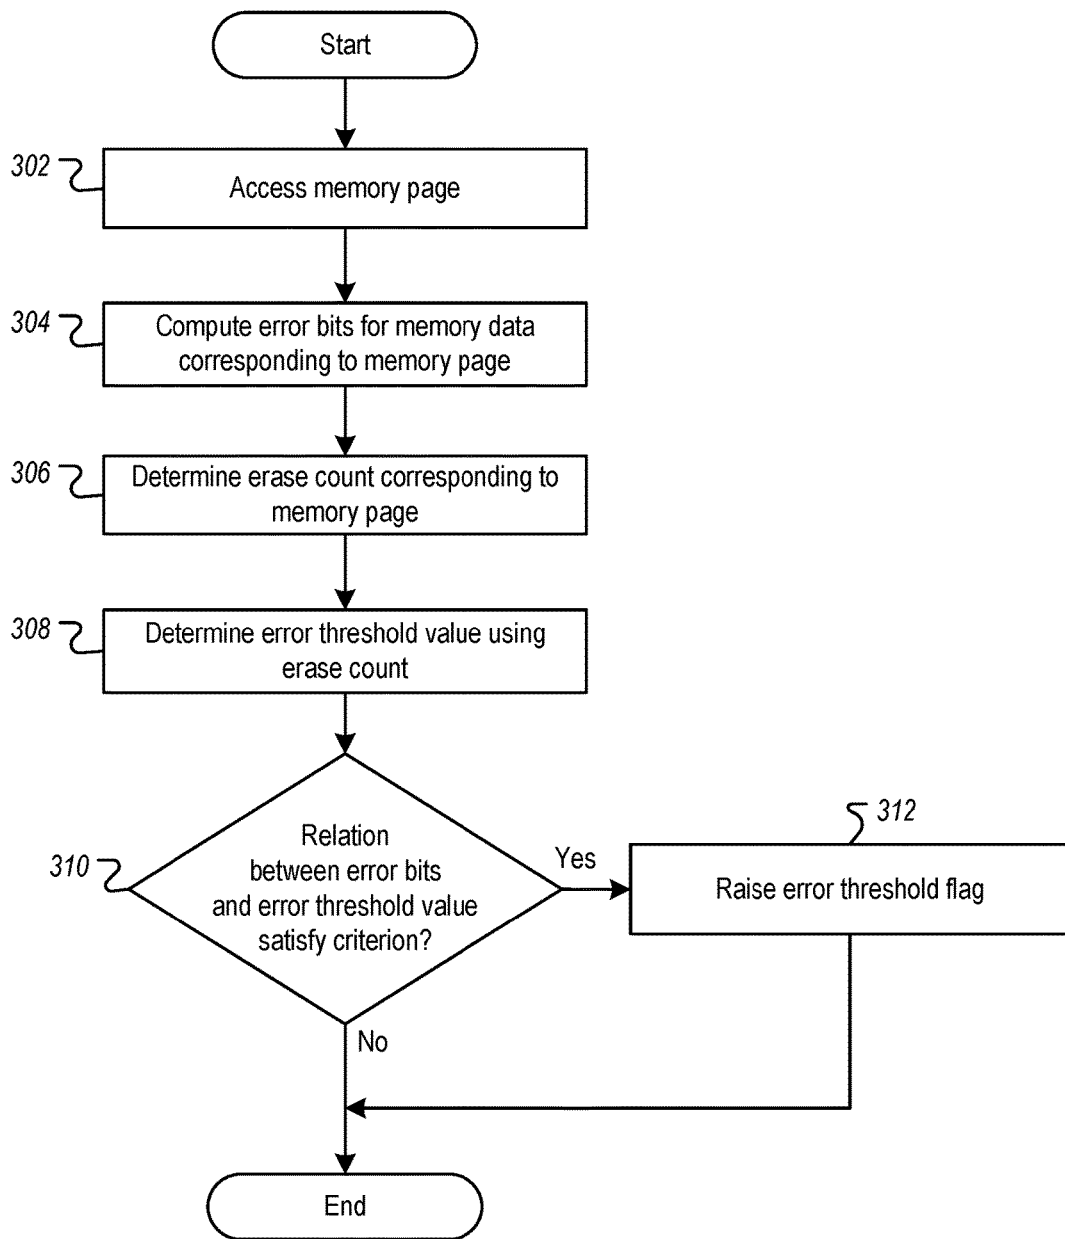 Start
302
Access memory page
304
Compute error bits for memory data
corresponding to memory page
306
Determine erase count corresponding to
memory page
308
Determine error threshold value using
erase count
310
Relation
between error bits
and error threshold value
satisfy criterion?
Yes
312
Raise error threshold flag
No
End